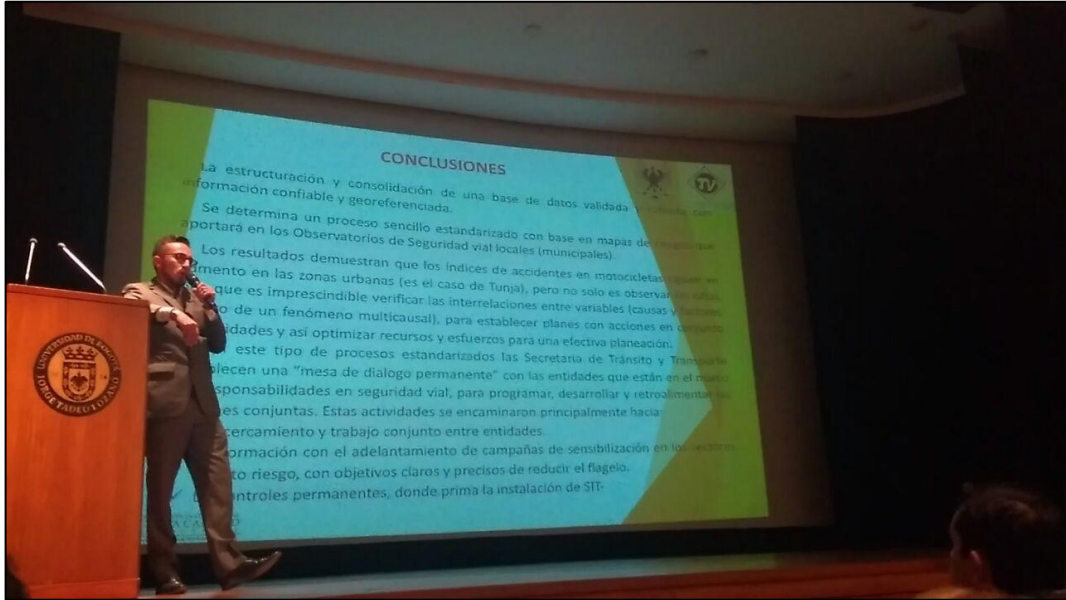 CONCLUSIONES
La estructuración y consolidación de una base de datos validada
información confiable y georeferenciada.
Se determina un proceso sencillo estandarizado con base en mapas de
aportará en los Observatorios de Seguridad vial locales (municipales).
Los resultados demuestran que los índices de accidentes en motocicletas
mento en las zonas urbanas (es el caso de Tunja), pero no solo es observar
que es imprescindible verificar las interrelaciones entre variables (causas y
o de un fenómeno multicausal), para establecer planes con acciones en
idades y así optimizar recursos y esfuerzos para una efectiva planeación.
este tipo de procesos estandarizados las Secretaria de Tránsito y Transporte
blecen una "mesa de dialogo permanente" con las entidades que están en el
sponsabilidades en seguridad vial, para programar, desarrollar y retroalimentar
es conjuntas. Estas actividades se encaminaron principalmente hacia:
cercamiento y trabajo conjunto entre entidades.
ormación con el adelantamiento de campañas de sensibilización en los sectores
to riesgo, con objetivos claros y precisos de reducir el flagelo.
ontroles permanentes, donde prima la instalación de SIT-
TV
UNIVERSIDAD DE BOGOTA
JORGE TADEO LOZANO